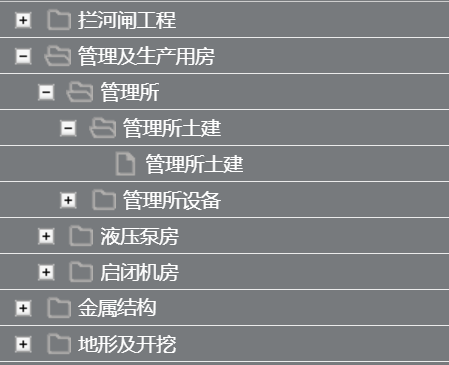 拦河闸工程
管理及生产用房
管理所
管理所土建
管理所土建
管理所设备
液压泵房
启闭机房
金属结构
地形及开挖